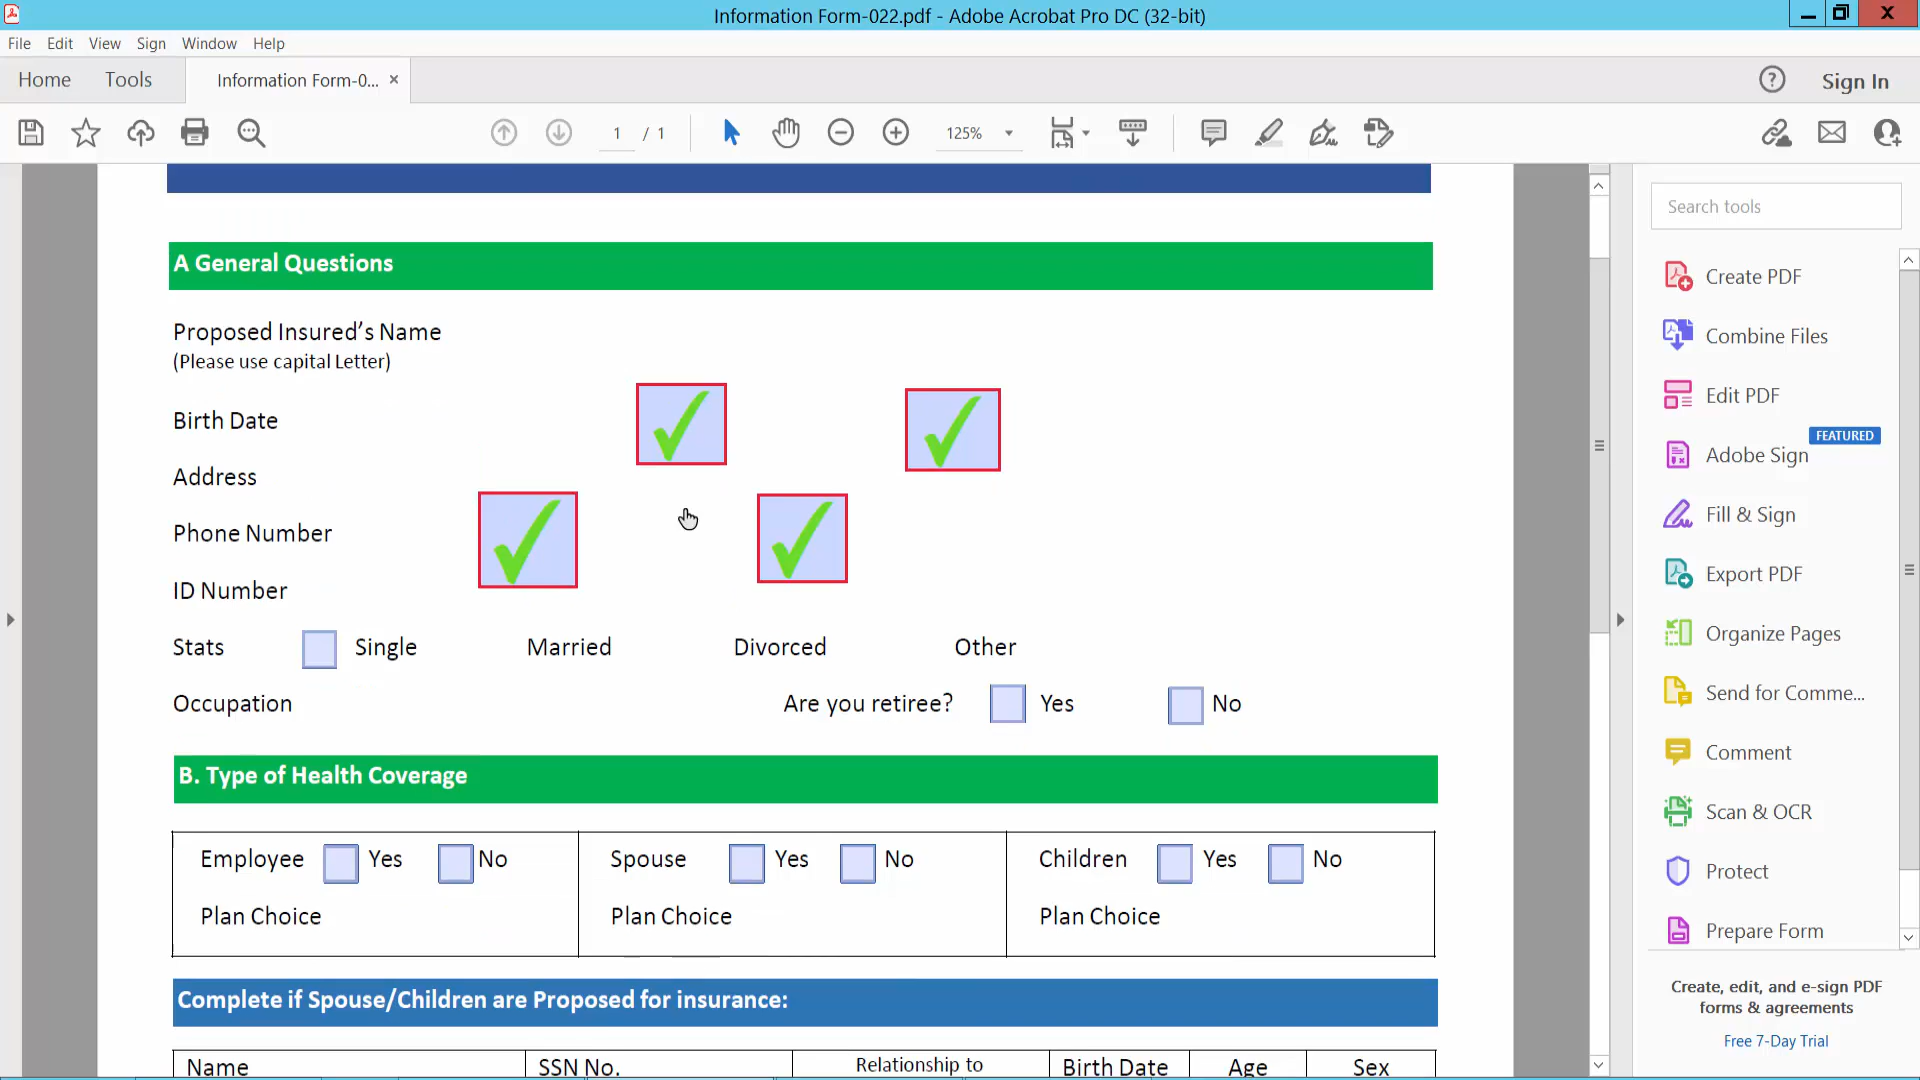 Information Form-022.pdf - Adobe Acrobat Pro DC (32-bit)
File Edit View Sign Window Help
Home Tools Information Form-0... × Sign In
1 / 1 125%
Search tools
A General Questions
Proposed Insured’s Name
(Please use capital Letter)
Birth Date
Address
Phone Number
ID Number
Stats Single Married Divorced Other
Occupation Are you retiree? Yes No
B. Type of Health Coverage
Employee Yes No Spouse Yes No Children Yes No
Plan Choice Plan Choice Plan Choice
Complete if Spouse/Children are Proposed for insurance:
Name SSN No. Relationship to Birth Date Age Sex
Create PDF
Combine Files
Edit PDF
FEATURED
Adobe Sign
Fill & Sign
Export PDF
Organize Pages
Send for Comme...
Comment
Scan & OCR
Protect
Prepare Form
Create, edit, and e-sign PDF
forms & agreements
Free 7-Day Trial